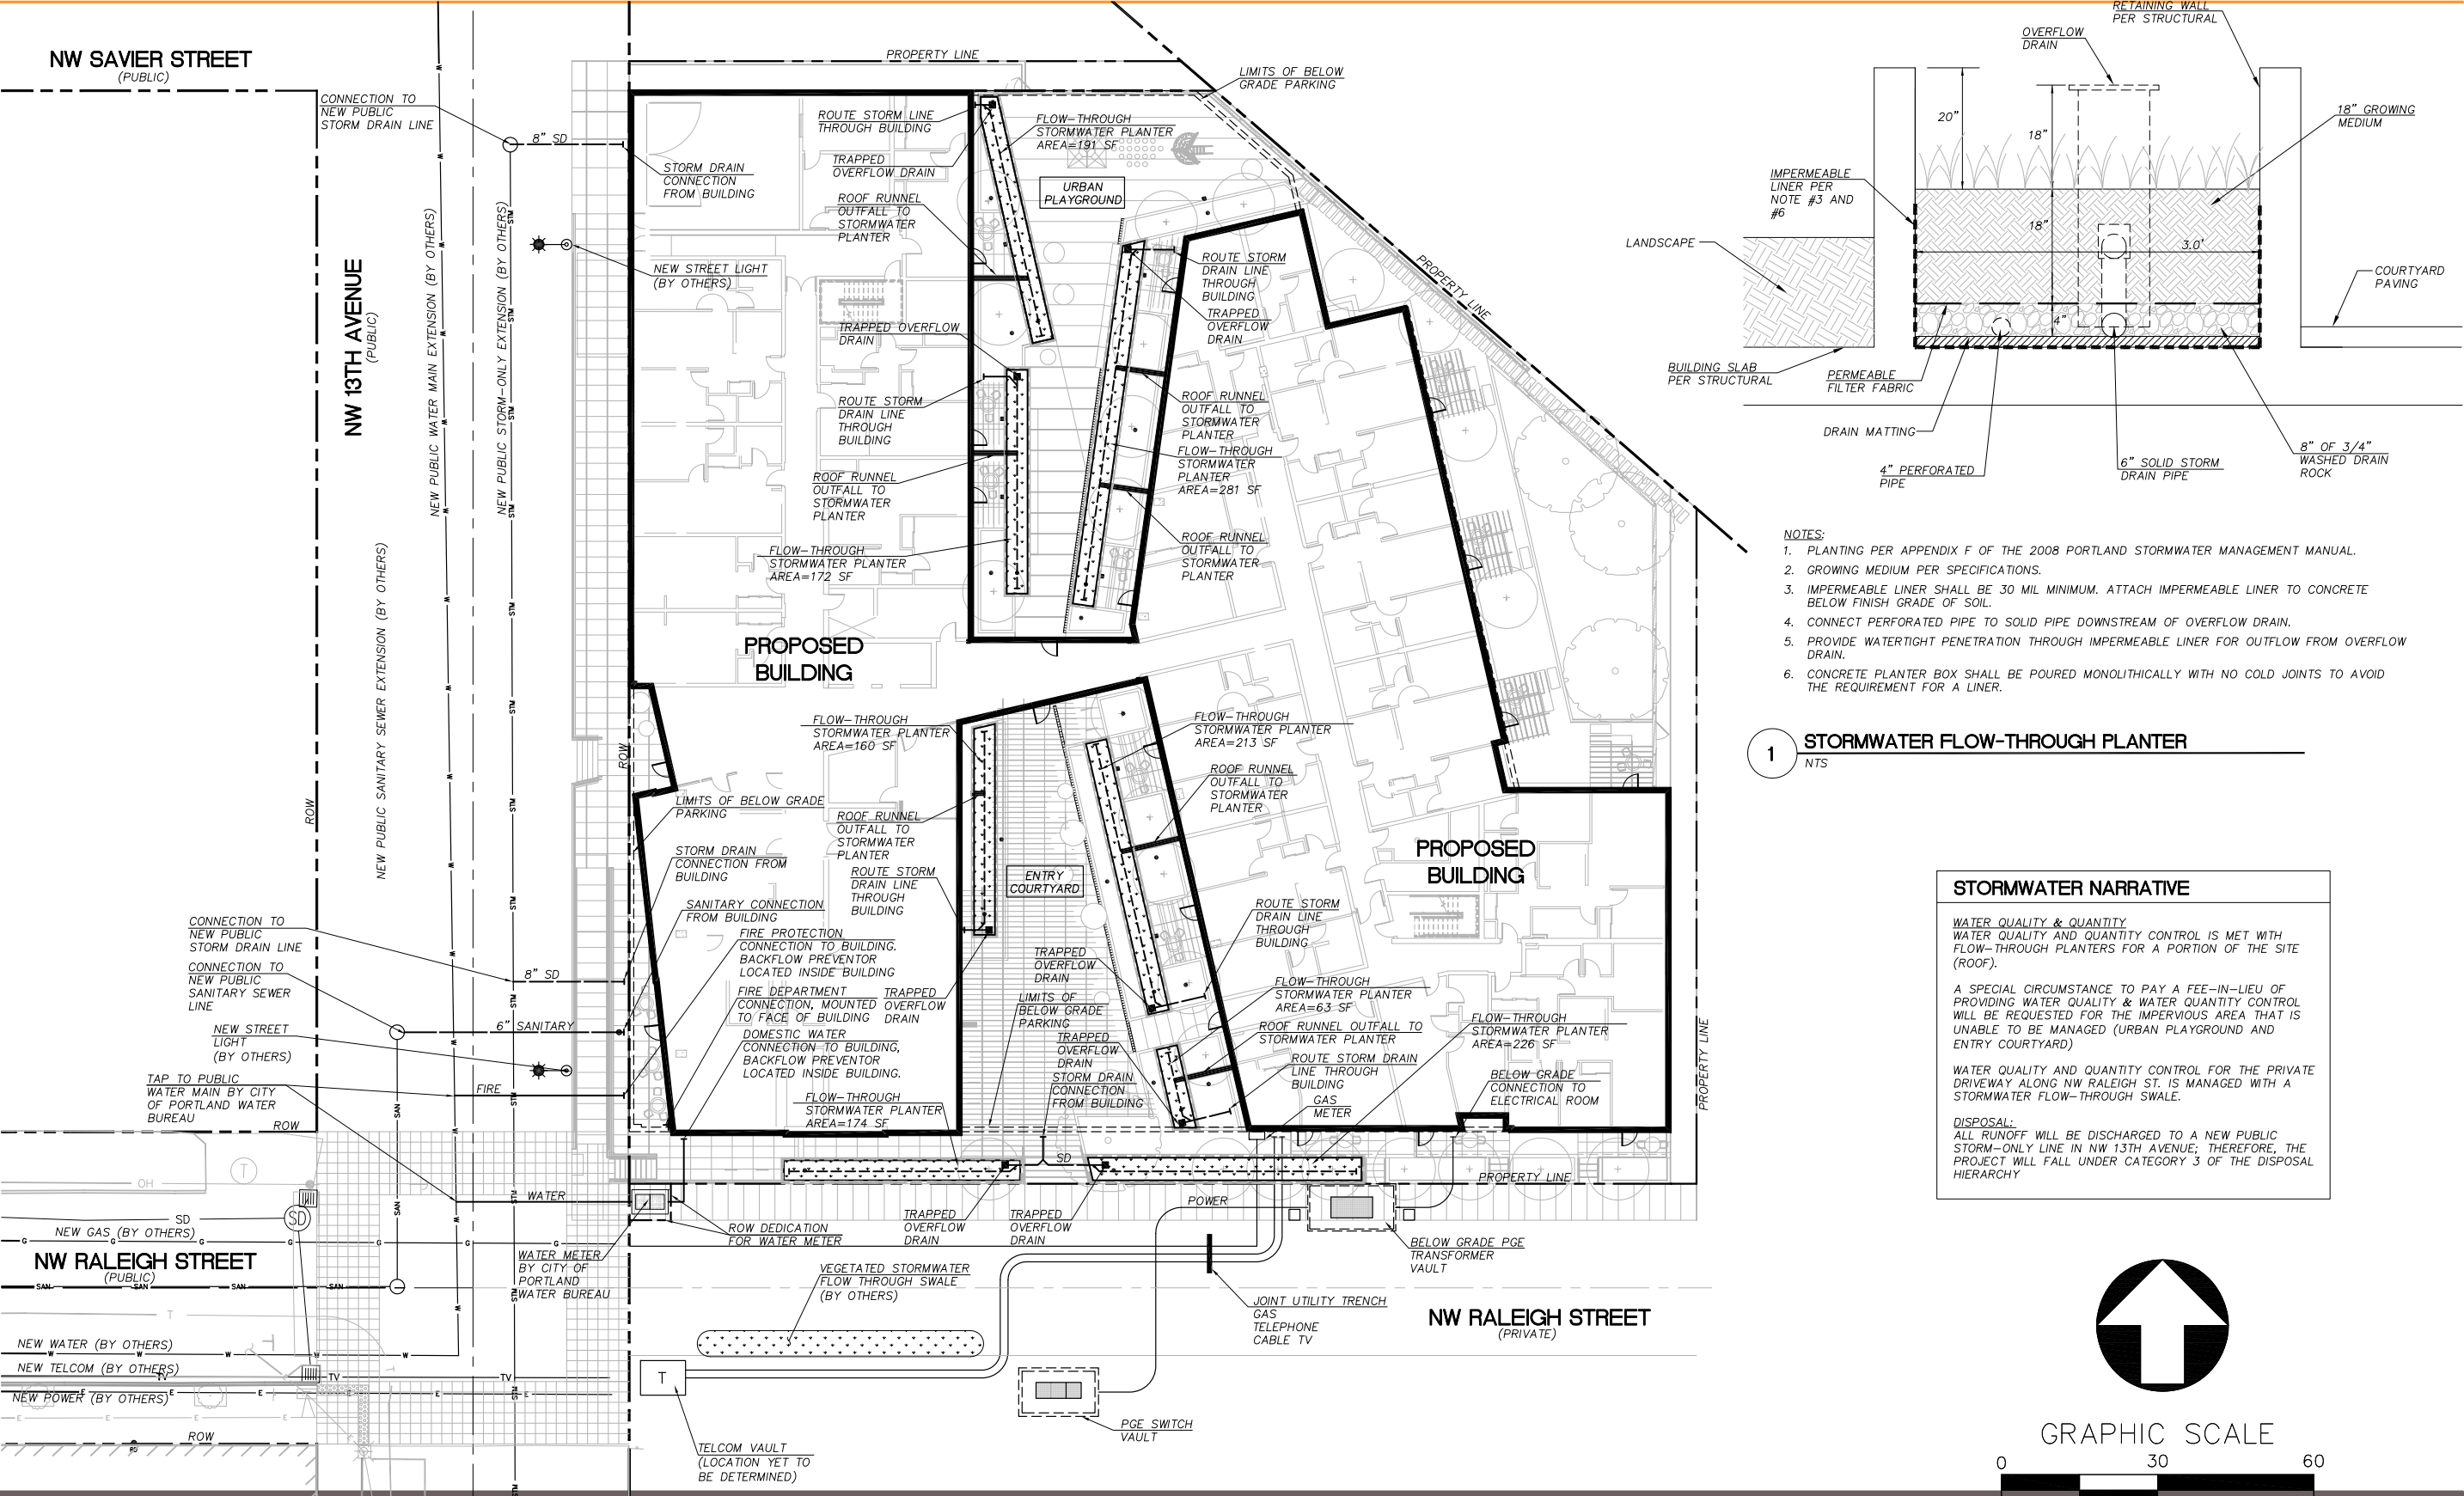 NW SAVIER STREET
(PUBLIC)
CONNECTION TO
NEW PUBLIC
STORM DRAIN LINE
8" SD
NW 13TH AVENUE
(PUBLIC)
NEW PUBLIC WATER MAIN EXTENSION (BY OTHERS)
NEW PUBLIC STORM-ONLY EXTENSION (BY OTHERS)
NEW PUBLIC SANITARY SEWER EXTENSION (BY OTHERS)
ROW
ROW
PROPERTY LINE
LIMITS OF BELOW
GRADE PARKING
STORM DRAIN
CONNECTION
FROM BUILDING
NEW STREET LIGHT
(BY OTHERS)
ROUTE STORM LINE
THROUGH BUILDING
TRAPPED
OVERFLOW DRAIN
ROOF RUNNEL
OUTFALL TO
STORMWATER
PLANTER
FLOW-THROUGH
STORMWATER PLANTER
AREA=191 SF
URBAN
PLAYGROUND
ROUTE STORM
DRAIN LINE
THROUGH
BUILDING
TRAPPED
OVERFLOW
DRAIN
PROPERTY LINE
TRAPPED OVERFLOW
DRAIN
ROUTE STORM
DRAIN LINE
THROUGH
BUILDING
ROOF RUNNEL
OUTFALL TO
STORMWATER
PLANTER
FLOW-THROUGH
STORMWATER PLANTER
AREA=172 SF
ROOF RUNNEL
OUTFALL TO
STORMWATER
PLANTER
FLOW-THROUGH
STORMWATER
PLANTER
AREA=281 SF
ROOF RUNNEL
OUTFALL TO
STORMWATER
PLANTER
PROPOSED
BUILDING
FLOW-THROUGH
STORMWATER PLANTER
AREA=160 SF
FLOW-THROUGH
STORMWATER PLANTER
AREA=213 SF
ROOF RUNNEL
OUTFALL TO
STORMWATER
PLANTER
LIMITS OF BELOW GRADE
PARKING
ROOF RUNNEL
OUTFALL TO
STORMWATER
PLANTER
STORM DRAIN
CONNECTION FROM
BUILDING
ROUTE STORM
DRAIN LINE
THROUGH
BUILDING
ENTRY
COURTYARD
PROPOSED
BUILDING
SANITARY CONNECTION
FROM BUILDING
FIRE PROTECTION
CONNECTION TO BUILDING.
BACKFLOW PREVENTOR
LOCATED INSIDE BUILDING
FIRE DEPARTMENT
CONNECTION, MOUNTED
TO FACE OF BUILDING
TRAPPED
OVERFLOW
DRAIN
DOMESTIC WATER
CONNECTION TO BUILDING,
BACKFLOW PREVENTOR
LOCATED INSIDE BUILDING.
TRAPPED
OVERFLOW
DRAIN
LIMITS OF
BELOW GRADE
PARKING
TRAPPED
OVERFLOW
DRAIN
STORM DRAIN
CONNECTION
FROM BUILDING
ROUTE STORM
DRAIN LINE
THROUGH
BUILDING
FLOW-THROUGH
STORMWATER PLANTER
AREA=63 SF
ROOF RUNNEL OUTFALL TO
STORMWATER PLANTER
ROUTE STORM DRAIN
LINE THROUGH
BUILDING
GAS
METER
FLOW-THROUGH
STORMWATER PLANTER
AREA=226 SF
BELOW GRADE
CONNECTION TO
ELECTRICAL ROOM
PROPERTY LINE
FLOW-THROUGH
STORMWATER PLANTER
AREA=174 SF
CONNECTION TO
NEW PUBLIC
STORM DRAIN LINE
8" SD
CONNECTION TO
NEW PUBLIC
SANITARY SEWER
LINE
6" SANITARY
NEW STREET
LIGHT
(BY OTHERS)
TAP TO PUBLIC
WATER MAIN BY CITY
OF PORTLAND WATER
BUREAU
FIRE
ROW
T
OH
SD
SD
SD
WATER
NEW GAS (BY OTHERS)
NW RALEIGH STREET
(PUBLIC)
NEW WATER (BY OTHERS)
NEW TELCOM (BY OTHERS)
TV
TV
NEW POWER (BY OTHERS)
ROW
WATER METER
BY CITY OF
PORTLAND
WATER BUREAU
ROW DEDICATION
FOR WATER METER
TRAPPED
OVERFLOW
DRAIN
TRAPPED
OVERFLOW
DRAIN
POWER
PROPERTY LINE
VEGETATED STORMWATER
FLOW THROUGH SWALE
(BY OTHERS)
BELOW GRADE PGE
TRANSFORMER
VAULT
JOINT UTILITY TRENCH
GAS
TELEPHONE
CABLE TV
NW RALEIGH STREET
(PRIVATE)
T
TELCOM VAULT
(LOCATION YET TO
BE DETERMINED)
PGE SWITCH
VAULT
RETAINING WALL
PER STRUCTURAL
OVERFLOW
DRAIN
20"
18"
18"
4"
3.0'
18" GROWING
MEDIUM
IMPERMEABLE
LINER PER
NOTE #3 AND
#6
LANDSCAPE
COURTYARD
PAVING
BUILDING SLAB
PER STRUCTURAL
PERMEABLE
FILTER FABRIC
DRAIN MATTING
4" PERFORATED
PIPE
6" SOLID STORM
DRAIN PIPE
8" OF 3/4"
WASHED DRAIN
ROCK
NOTES:
1. PLANTING PER APPENDIX F OF THE 2008 PORTLAND STORMWATER MANAGEMENT MANUAL.
2. GROWING MEDIUM PER SPECIFICATIONS.
3. IMPERMEABLE LINER SHALL BE 30 MIL MINIMUM. ATTACH IMPERMEABLE LINER TO CONCRETE
BELOW FINISH GRADE OF SOIL.
4. CONNECT PERFORATED PIPE TO SOLID PIPE DOWNSTREAM OF OVERFLOW DRAIN.
5. PROVIDE WATERTIGHT PENETRATION THROUGH IMPERMEABLE LINER FOR OUTFLOW FROM OVERFLOW
DRAIN.
6. CONCRETE PLANTER BOX SHALL BE POURED MONOLITHICALLY WITH NO COLD JOINTS TO AVOID
THE REQUIREMENT FOR A LINER.
1 STORMWATER FLOW-THROUGH PLANTER
NTS
STORMWATER NARRATIVE
WATER QUALITY & QUANTITY
WATER QUALITY AND QUANTITY CONTROL IS MET WITH
FLOW-THROUGH PLANTERS FOR A PORTION OF THE SITE
(ROOF).
A SPECIAL CIRCUMSTANCE TO PAY A FEE-IN-LIEU OF
PROVIDING WATER QUALITY & WATER QUANTITY CONTROL
WILL BE REQUESTED FOR THE IMPERVIOUS AREA THAT IS
UNABLE TO BE MANAGED (URBAN PLAYGROUND AND
ENTRY COURTYARD)
WATER QUALITY AND QUANTITY CONTROL FOR THE PRIVATE
DRIVEWAY ALONG NW RALEIGH ST. IS MANAGED WITH A
STORMWATER FLOW-THROUGH SWALE.
DISPOSAL:
ALL RUNOFF WILL BE DISCHARGED TO A NEW PUBLIC
STORM-ONLY LINE IN NW 13TH AVENUE; THEREFORE, THE
PROJECT WILL FALL UNDER CATEGORY 3 OF THE DISPOSAL
HIERARCHY
GRAPHIC SCALE
0 30 60